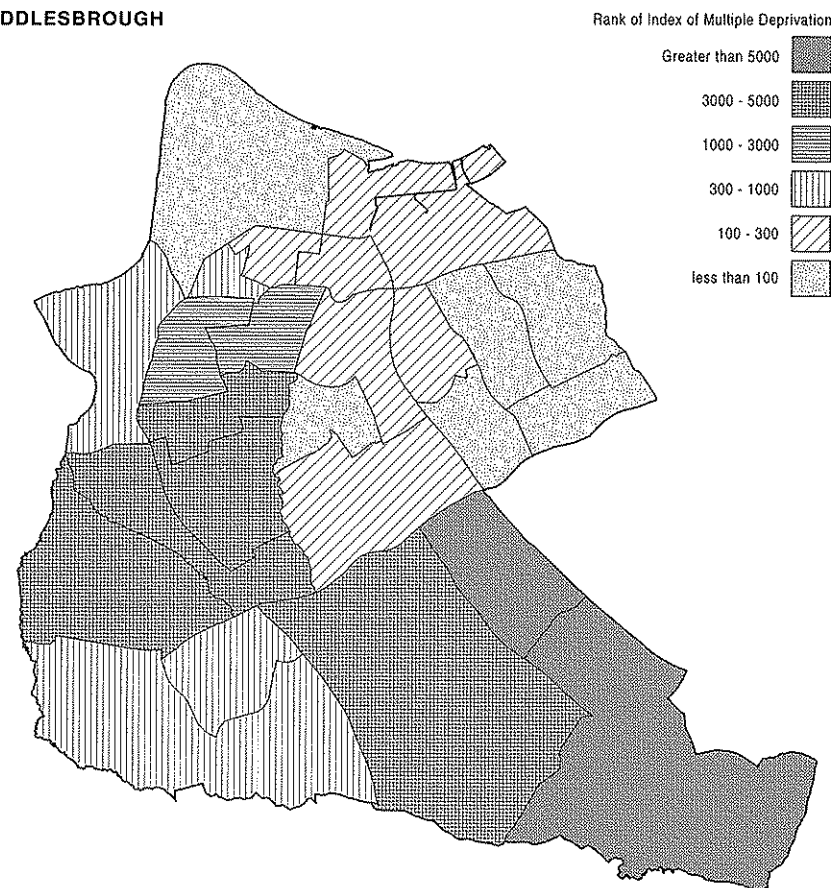 DDLESBROUGH
Rank of Index of Multiple Deprivation
Greater than 5000
3000 - 5000
1000 - 3000
300 - 1000
100 - 300
less than 100